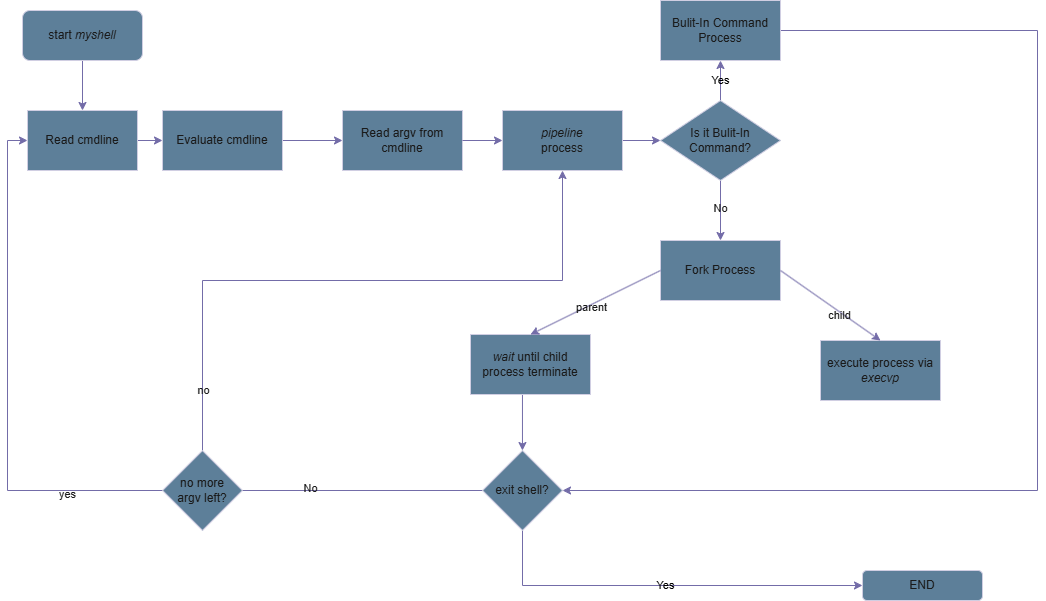 Bulit-In Command
Process
start myshell
Yes
Read cmdline
Evaluate cmdline
Read argv from
cmdline
pipeline
process
Is it Bulit-In
Command?
No
Fork Process
parent
child
wait until child
process terminate
execute process via
execvp
no
no more
argv left?
yes
No
exit shell?
Yes
END